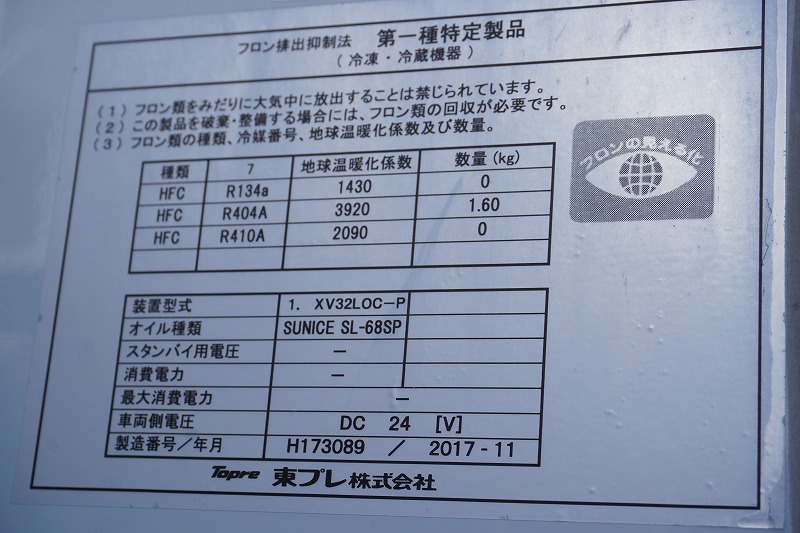 フロン排出抑制法 第一種特定製品
（冷凍・冷蔵機器）
（1）フロン類をみだりに大気中に放出することは禁じられています。
（2）この製品を破棄・整備する場合には、フロン類の回収が必要です。
（3）フロン類の種類、冷媒番号、地球温暖化係数及び数量。
フロンの見える化
種類 7 地球温暖化係数 数量(kg)
HFC R134a 1430 0
HFC R404A 3920 1.60
HFC R410A 2090 0
装置型式 1. XV32LOC-P
オイル種類 SUNICE SL-68SP
スタンバイ用電圧 －
消費電力 －
最大消費電力 －
車両側電圧 DC 24 [V]
製造番号／年月 H173089 ／ 2017-11
Topre 東プレ株式会社